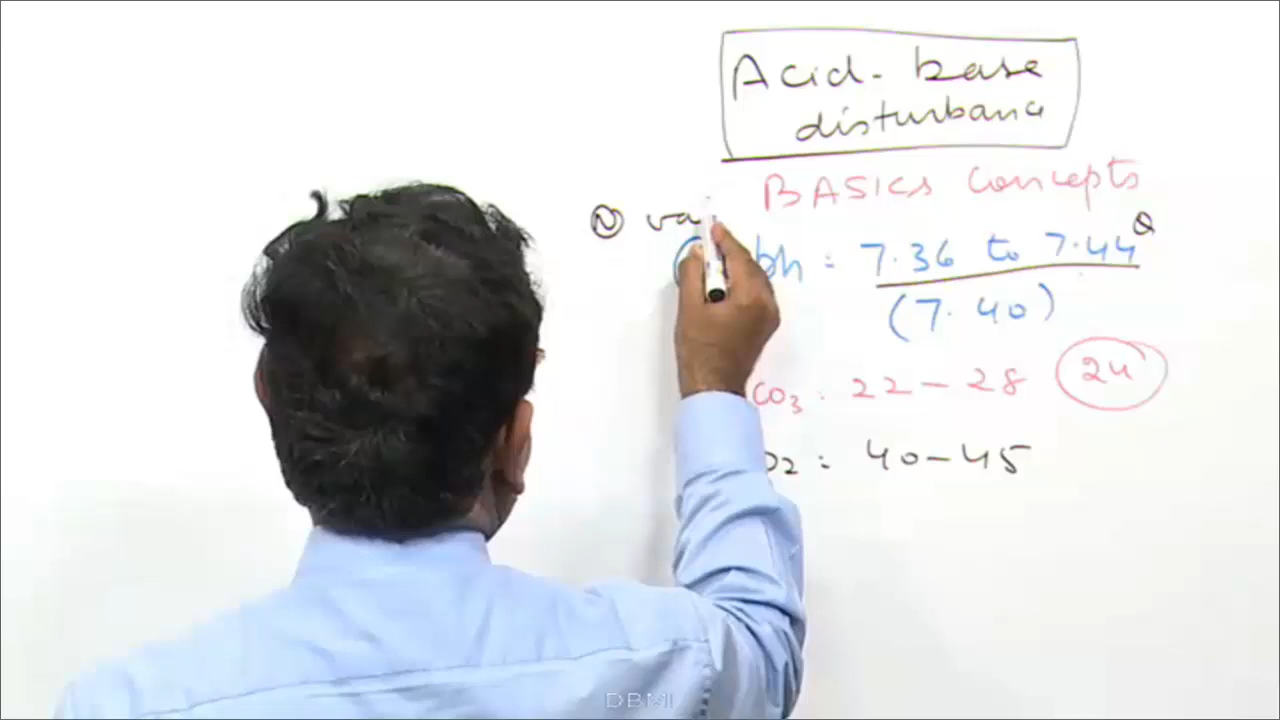 Acid-base
disturbance
BASICS Concepts
Ⓝ va
ph = 7.36 to 7.44
(7.40)
CO3 : 22 – 28 24
O2 : 40 – 45
DBMI